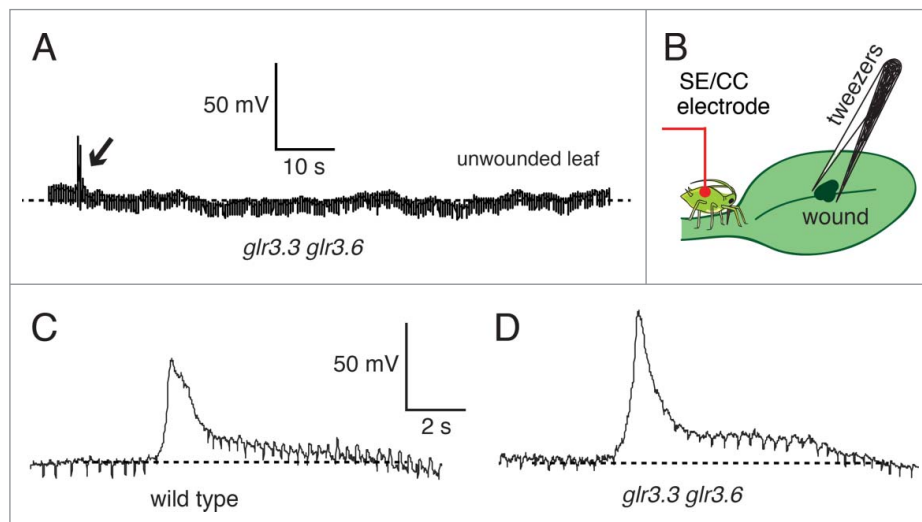 A
50 mV
10 s
unwounded leaf
glr3.3 glr3.6
B
SE/CC
electrode
tweezers
wound
C
50 mV
2 s
wild type
D
glr3.3 glr3.6